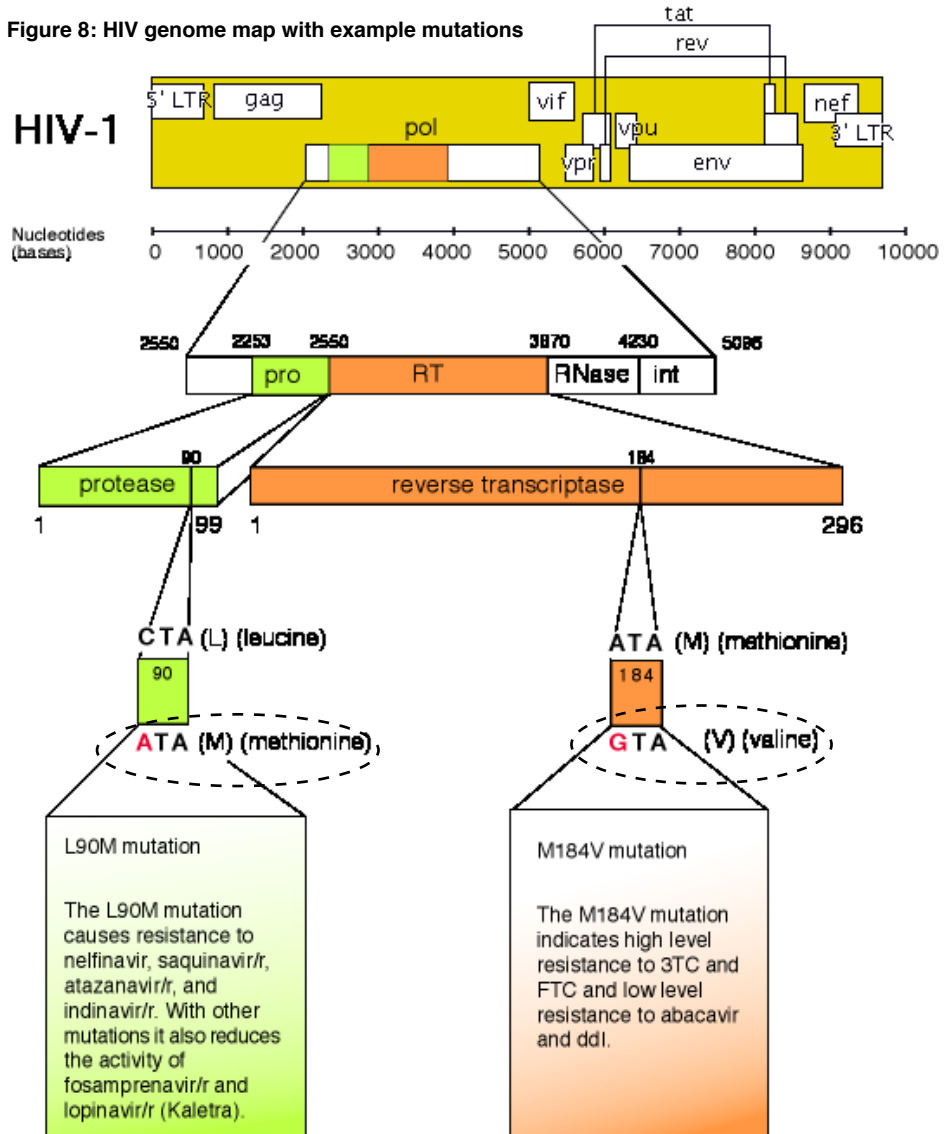 Figure 8: HIV genome map with example mutations
tat
rev
HIV-1
5' LTR
gag
pol
vif
vpr
vpu
env
nef
3' LTR
Nucleotides
(bases)
0 1000 2000 3000 4000 5000 6000 7000 8000 9000 10000
2550 2253 2550 3870 4230 5096
pro RT RNase int
90 184
protease reverse transcriptase
1 99 1 296
CTA (L) (leucine)
90
ATA (M) (methionine)
ATA (M) (methionine)
184
GTA (V) (valine)
L90M mutation
The L90M mutation
causes resistance to
nelfinavir, saquinavir/r,
atazanavir/r, and
indinavir/r. With other
mutations it also reduces
the activity of
fosamprenavir/r and
lopinavir/r (Kaletra).
M184V mutation
The M184V mutation
indicates high level
resistance to 3TC and
FTC and low level
resistance to abacavir
and ddI.